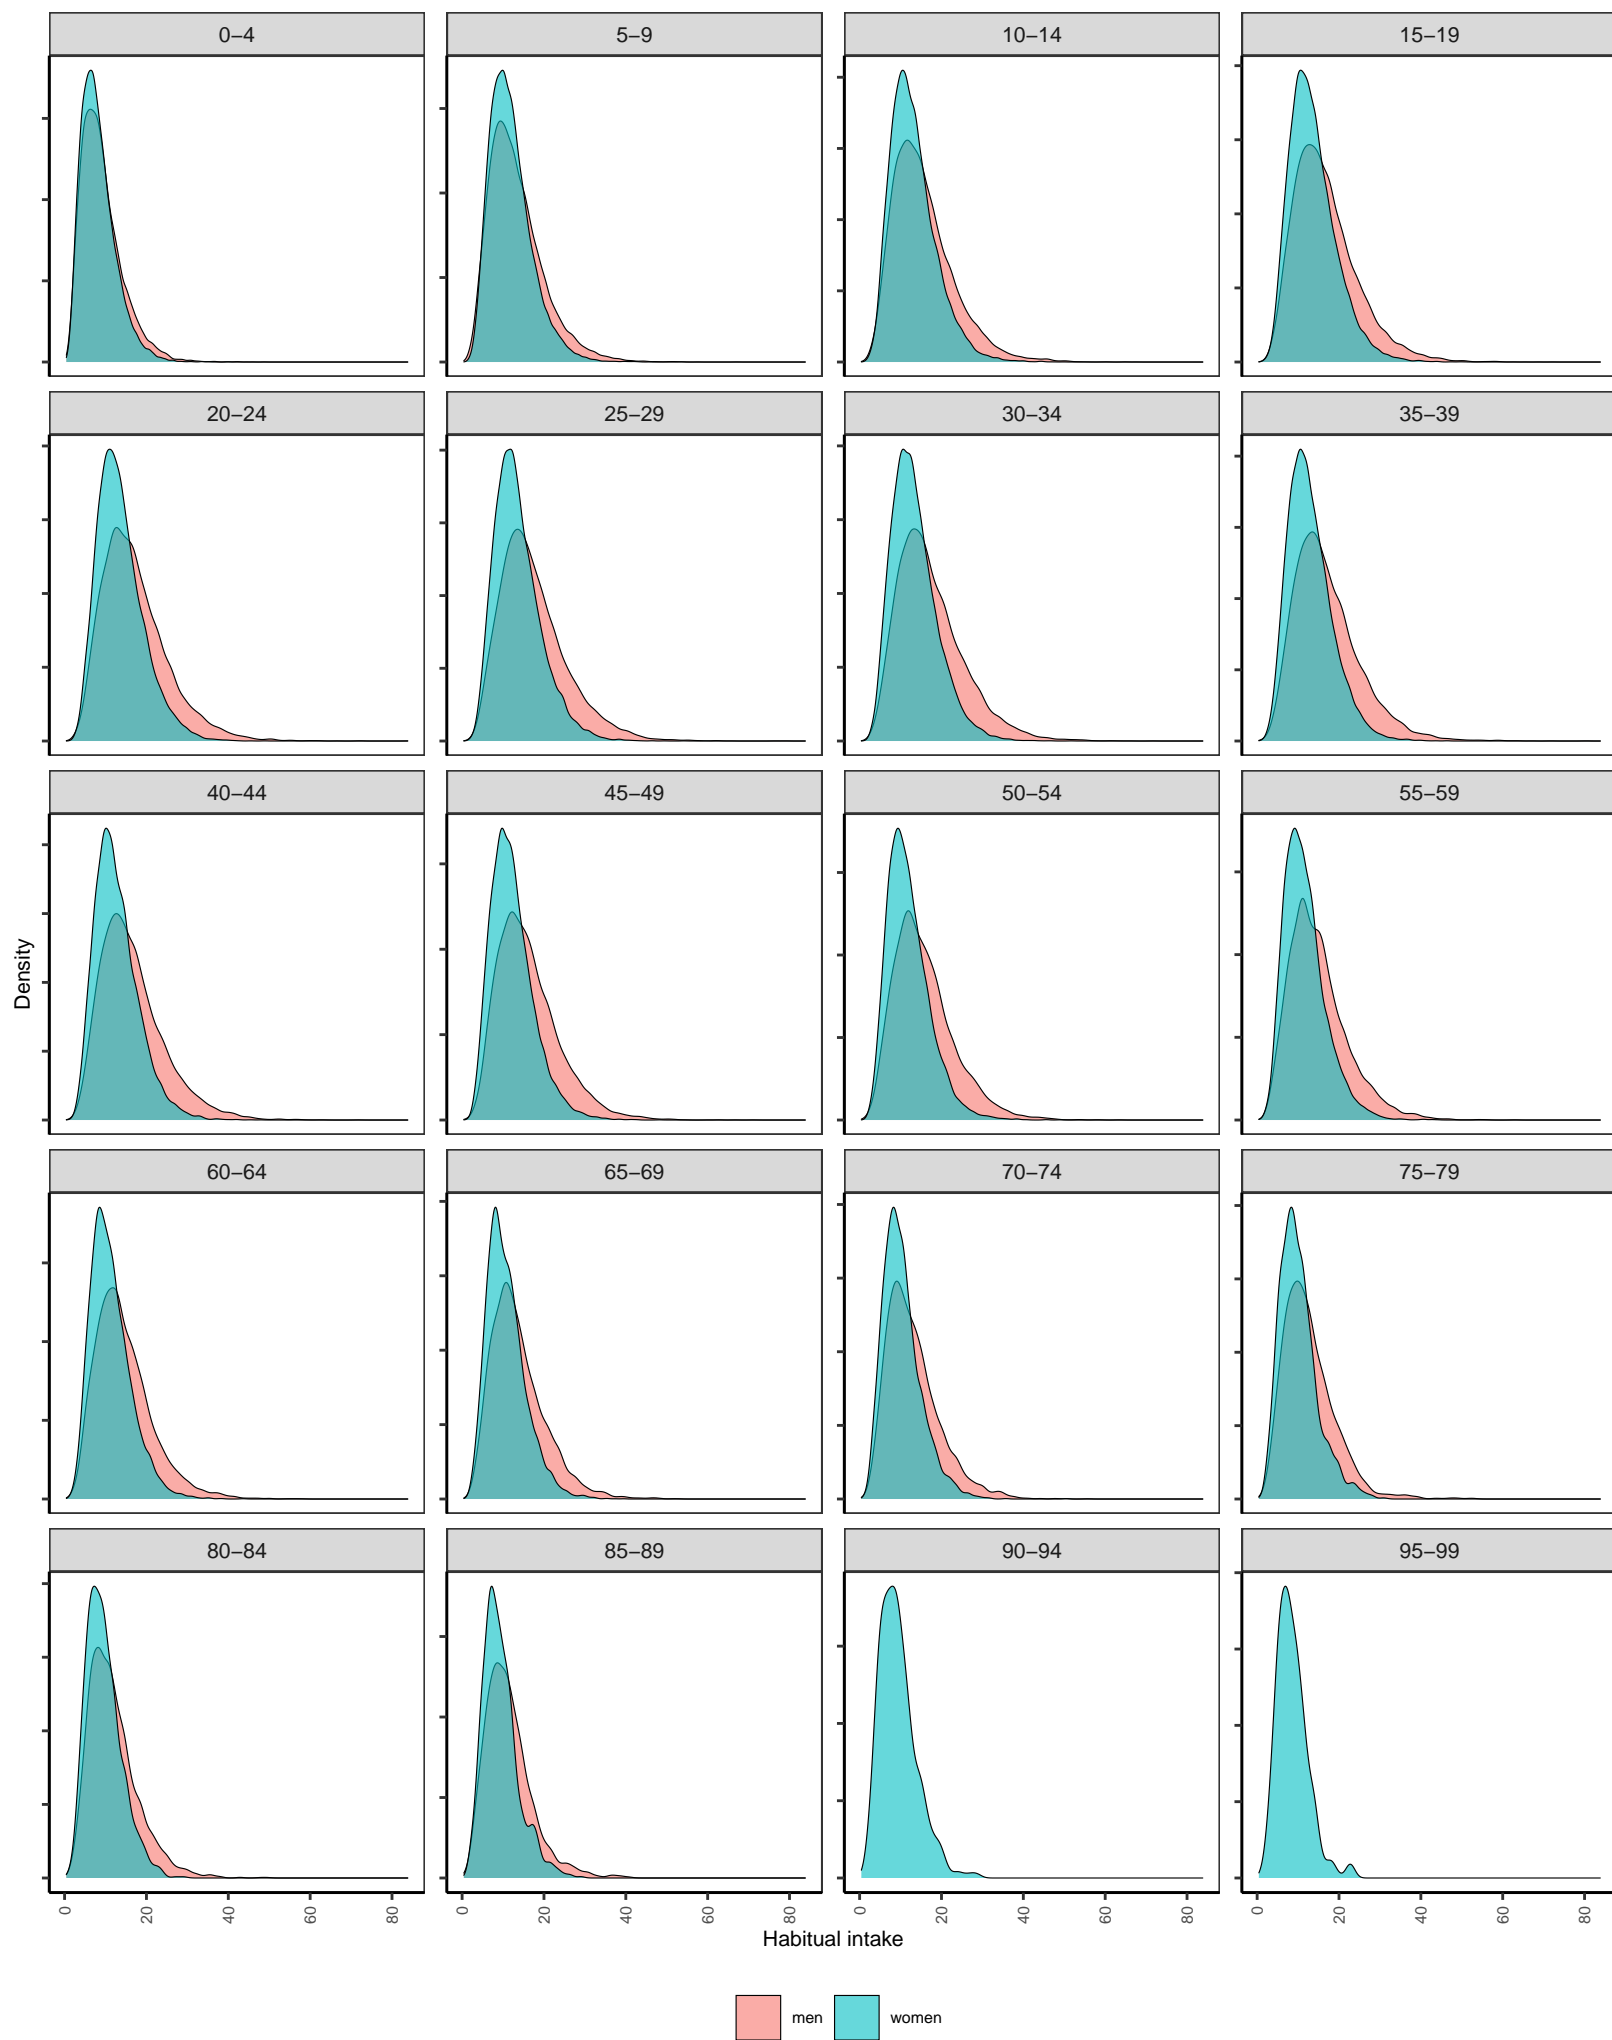 0−4 5−9 10−14 15−19
20−24 25−29 30−34 35−39
40−44 45−49 50−54 55−59
Density
60−64 65−69 70−74 75−79
80−84 85−89 90−94 95−99
0 20 40 60 80 0 20 40 60 80 0 20 40 60 80 0 20 40 60 80
Habitual intake
men women